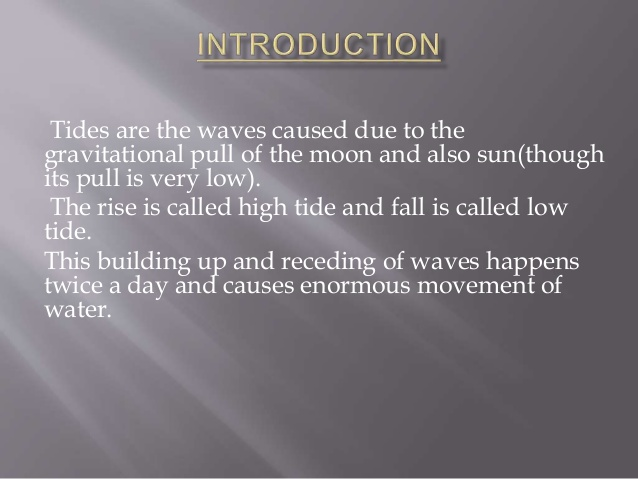 INTRODUCTION
Tides are the waves caused due to the
gravitational pull of the moon and also sun(though
its pull is very low).
The rise is called high tide and fall is called low
tide.
This building up and receding of waves happens
twice a day and causes enormous movement of
water.